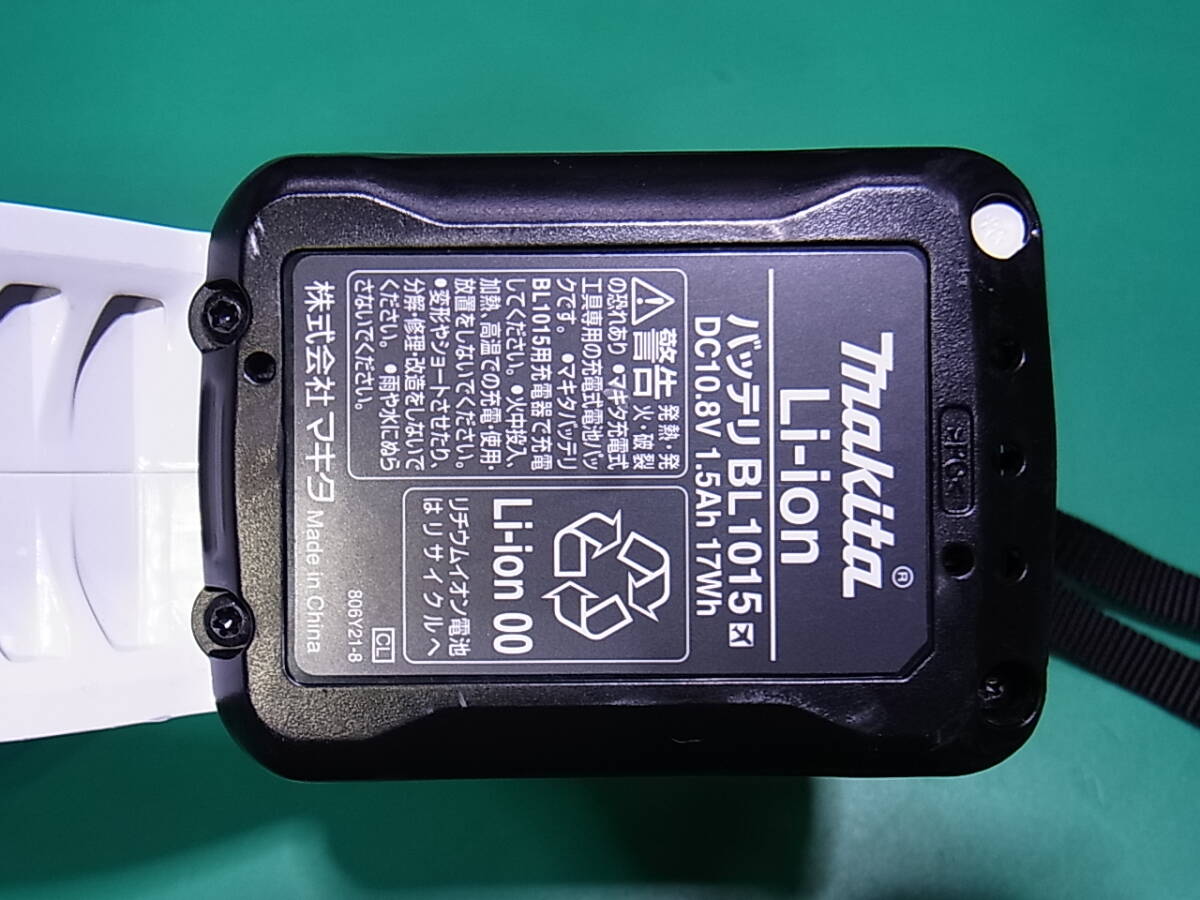 makita®
Li-ion
バッテリ BL1015
DC10.8V 1.5Ah 17Wh
警告 発熱・発
火・破裂
の恐れあり ●マキタ充電式
工具専用の充電式電池パッ
クです。●マキタバッテリ
BL1015用充電器で充電
してください。●火中投入、
加熱、高温での充電・使用・
放置をしないでください。
●変形やショートさせたり、
分解・修理・改造をしないで
ください。●雨や水にぬら
さないでください。
Li-ion 00
リチウムイオン電池
はリサイクルへ
CL
806Y21-8
株式会社 マキタ Made in China